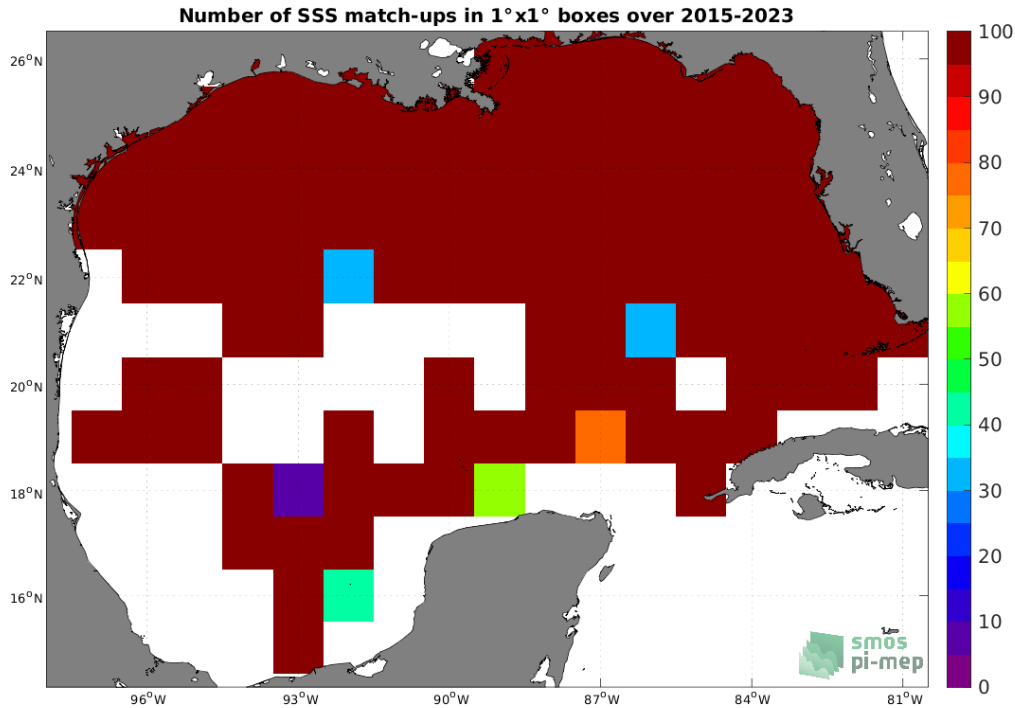 Number of SSS match-ups in 1°x1° boxes over 2015-2023
26°N
24°N
22°N
20°N
18°N
16°N
96°W
93°W
90°W
87°W
84°W
81°W
100
90
80
70
60
50
40
30
20
10
0
smos
pi-mep